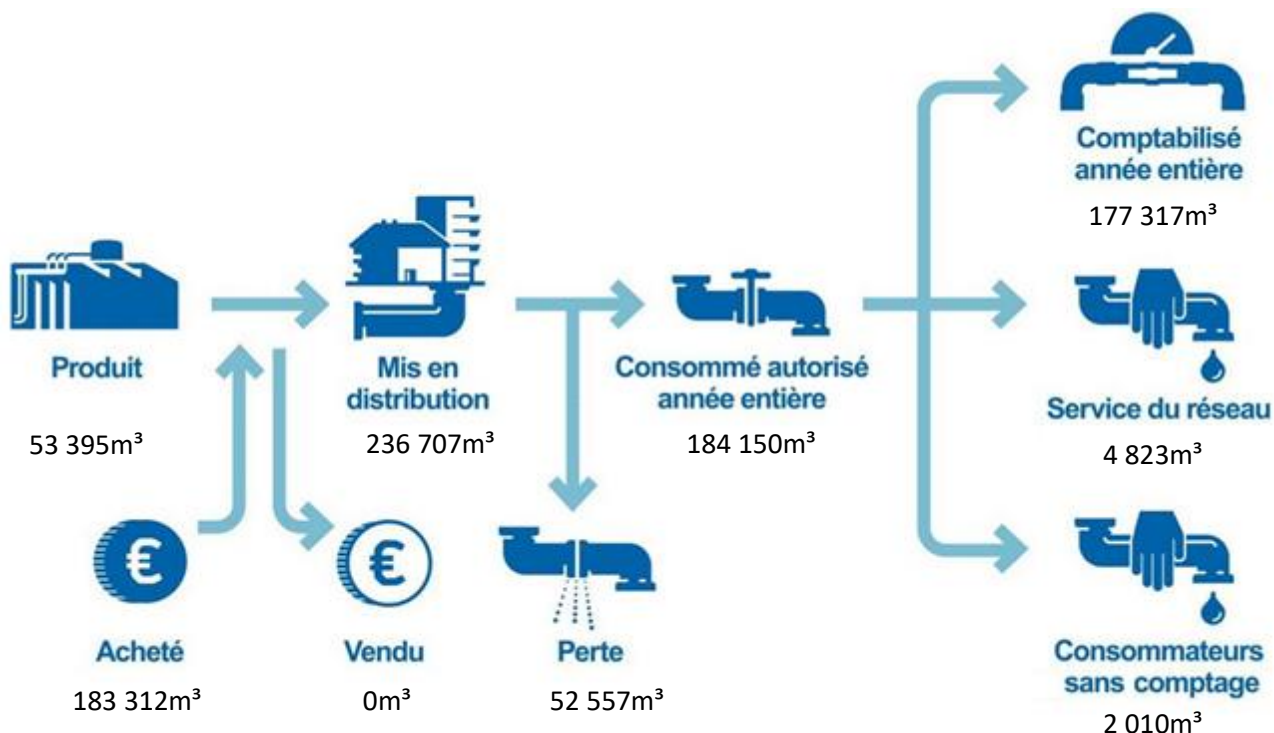 Comptabilisé
année entière
177 317m³
Produit
53 395m³
Mis en
distribution
236 707m³
Consommé autorisé
année entière
184 150m³
Service du réseau
4 823m³
€
Acheté
183 312m³
€
Vendu
0m³
Perte
52 557m³
Consommateurs
sans comptage
2 010m³